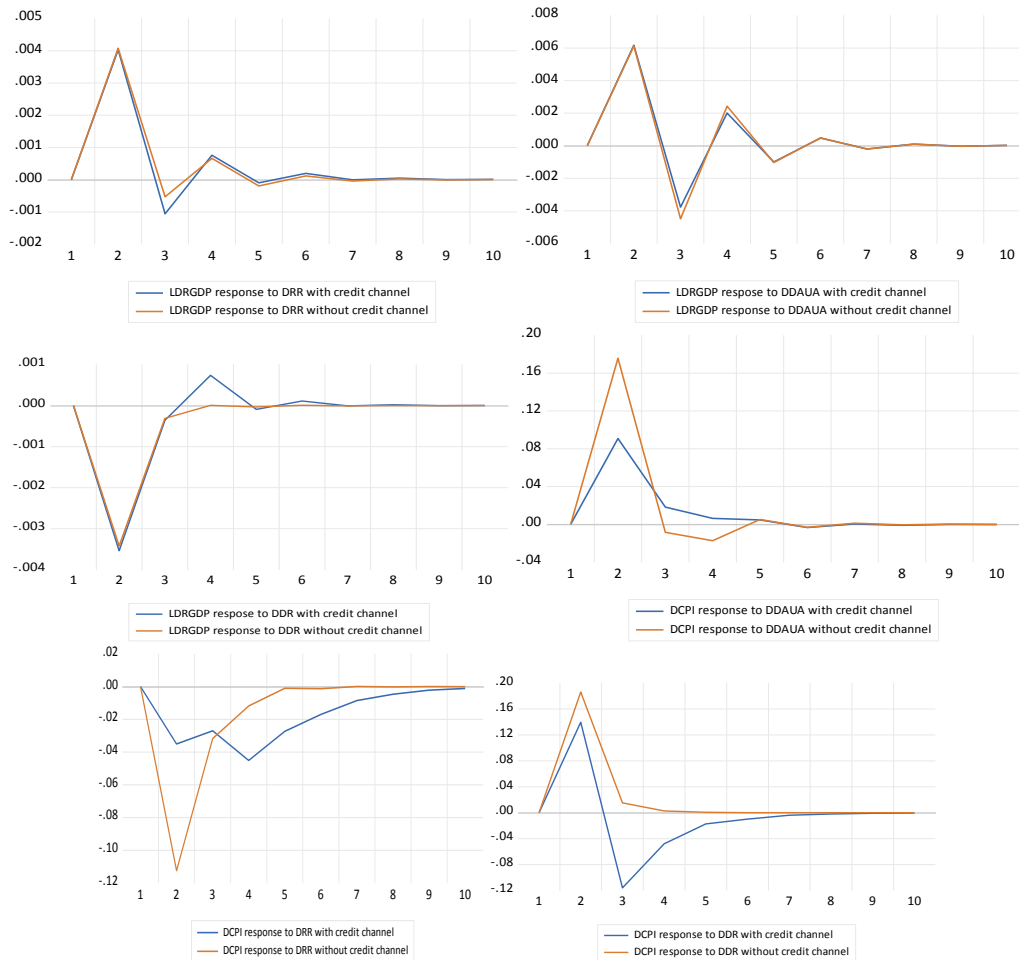 .005
.004
.003
.002
.001
.000
-.001
-.002
1 2 3 4 5 6 7 8 9 10
LDRGDP response to DRR with credit channel
LDRGDP response to DRR without credit channel
.008
.006
.004
.002
.000
-.002
-.004
-.006
1 2 3 4 5 6 7 8 9 10
LDRGDP respose to DDAUA with credit channel
LDRGDP response to DDAUA without credit channel
.001
.000
-.001
-.002
-.003
-.004
1 2 3 4 5 6 7 8 9 10
LDRGDP respose to DDR with credit channel
LDRGDP response to DDR without credit channel
.20
.16
.12
.08
.04
.00
-.04
1 2 3 4 5 6 7 8 9 10
DCPI response to DDAUA with credit channel
DCPI response to DDAUA without credit channel
.02
.00
-.02
-.04
-.06
-.08
-.10
-.12
1 2 3 4 5 6 7 8 9 10
DCPI response to DRR with credit channel
DCPI response to DRR without credit channel
.20
.16
.12
.08
.04
.00
-.04
-.08
-.12
1 2 3 4 5 6 7 8 9 10
DCPI response to DDR with credit channel
DCPI response to DDR without credit channel